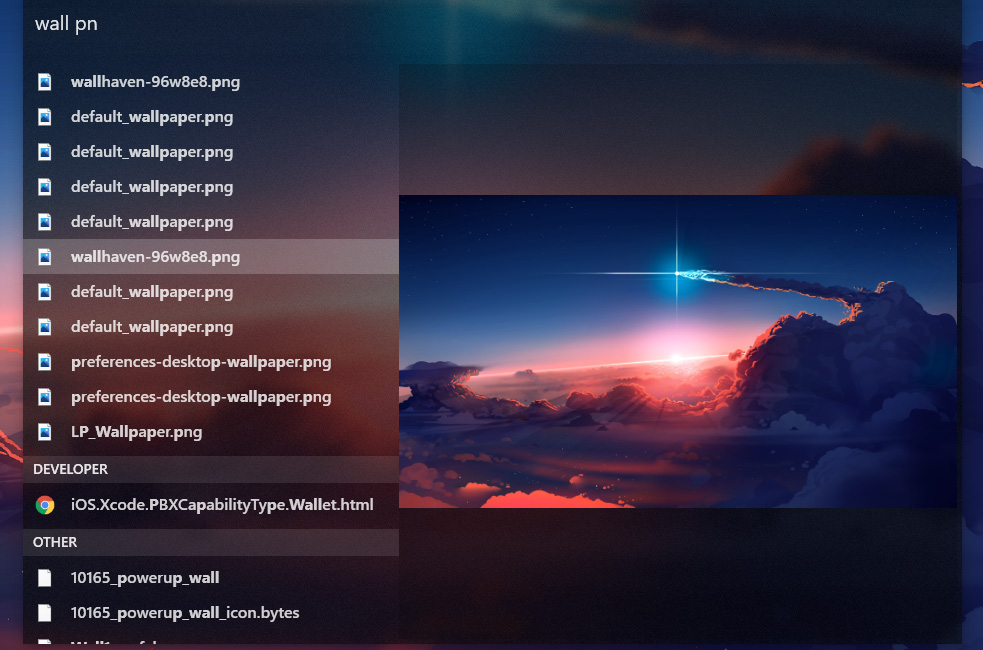 wall pn
wallhaven-96w8e8.png
default_wallpaper.png
default_wallpaper.png
default_wallpaper.png
default_wallpaper.png
wallhaven-96w8e8.png
default_wallpaper.png
default_wallpaper.png
preferences-desktop-wallpaper.png
preferences-desktop-wallpaper.png
LP_Wallpaper.png
DEVELOPER
iOS.Xcode.PBXCapabilityType.Wallet.html
OTHER
10165_powerup_wall
10165_powerup_wall_icon.bytes